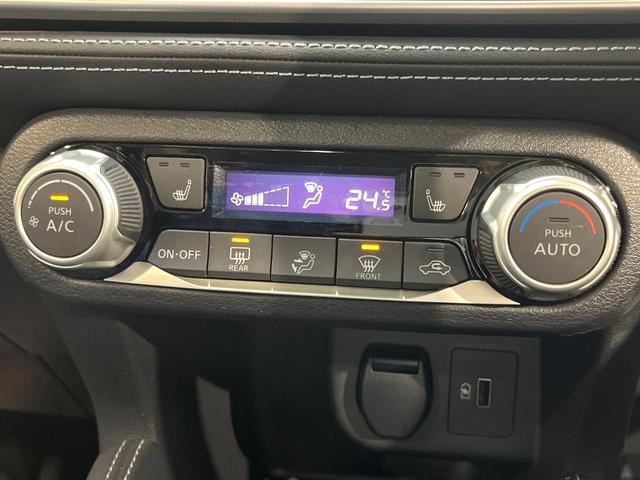 PUSH
A/C
24.5 °C
PUSH
AUTO
ON·OFF
REAR
FRONT